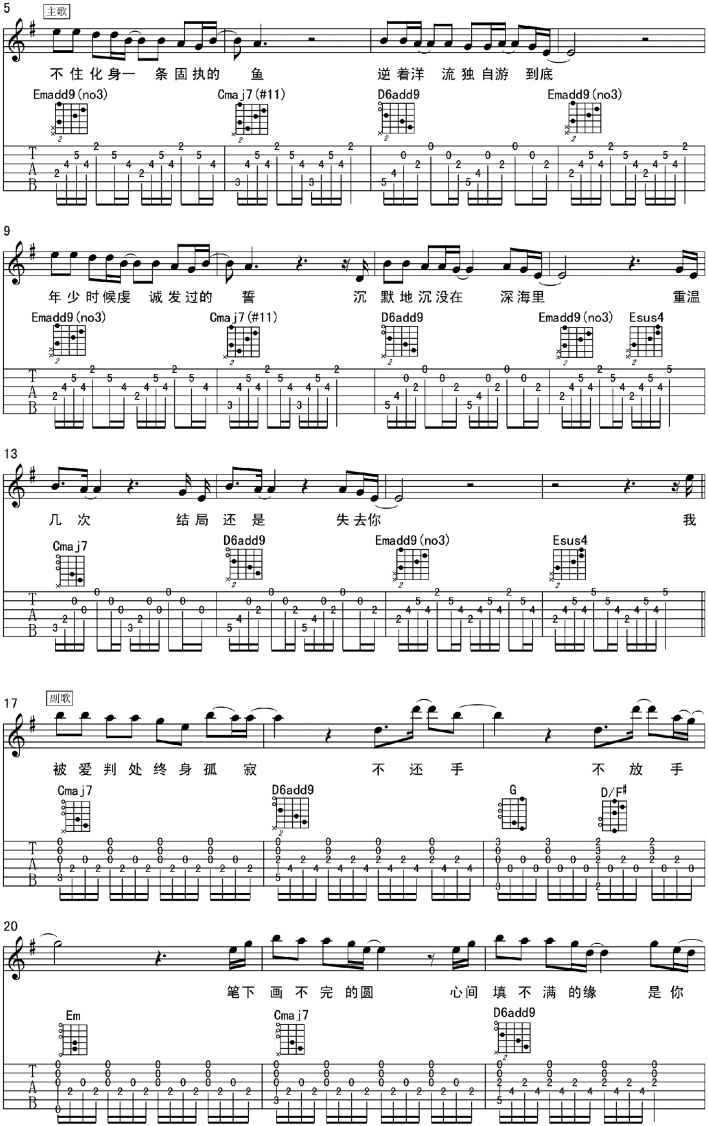 5 主歌
不 住 化 身 一 条 固 执 的 鱼 逆 着 洋 流 独 自 游 到 底
Emadd9(no3) Cmaj7(#11) D6add9 Emadd9(no3)
9
年 少 时 候 虔 诚 发 过 的 誓 沉 默 地 沉 没 在 深 海 里 重 温
Emadd9(no3) Cmaj7(#11) D6add9 Emadd9(no3) Esus4
13
几 次 结 局 还 是 失 去 你 我
Cmaj7 D6add9 Emadd9(no3) Esus4
17 副歌
被 爱 判 处 终 身 孤 寂 不 还 手 不 放 手
Cmaj7 D6add9 G D/F#
20
笔 下 画 不 完 的 圆 心 间 填 不 满 的 缘 是 你
Em Cmaj7 D6add9